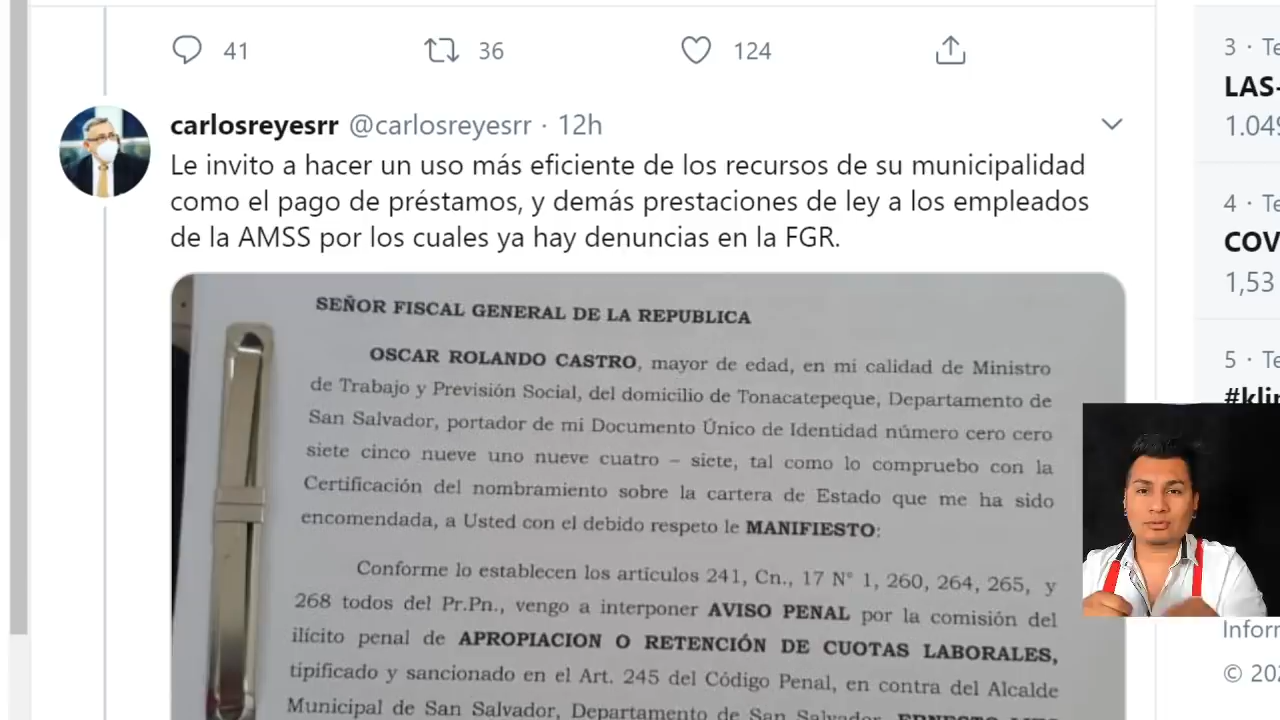 41 36 124
carlosreyesrr @carlosreyesrr · 12h
Le invito a hacer un uso más eficiente de los recursos de su municipalidad
como el pago de préstamos, y demás prestaciones de ley a los empleados
de la AMSS por los cuales ya hay denuncias en la FGR.
SEÑOR FISCAL GENERAL DE LA REPUBLICA
OSCAR ROLANDO CASTRO, mayor de edad, en mi calidad de Ministro
de Trabajo y Previsión Social, del domicilio de Tonacatepeque, Departamento de
San Salvador, portador de mi Documento Único de Identidad número cero cero
siete cinco nueve uno nueve cuatro – siete, tal como lo compruebo con la
Certificación del nombramiento sobre la cartera de Estado que me ha sido
encomendada, a Usted con el debido respeto le MANIFIESTO:
Conforme lo establecen los artículos 241, Cn., 17 N° 1, 260, 264, 265, y
268 todos del Pr.Pn., vengo a interponer AVISO PENAL por la comisión del
ilícito penal de APROPIACION O RETENCIÓN DE CUOTAS LABORALES,
tipificado y sancionado en el Art. 245 del Código Penal, en contra del Alcalde
Municipal de San Salvador, Departamento de San Salvador, ERNESTO
3 · Te
LAS-
1.049
4 · Te
COV
1,53
5 · Te
#klin
Inform
© 202